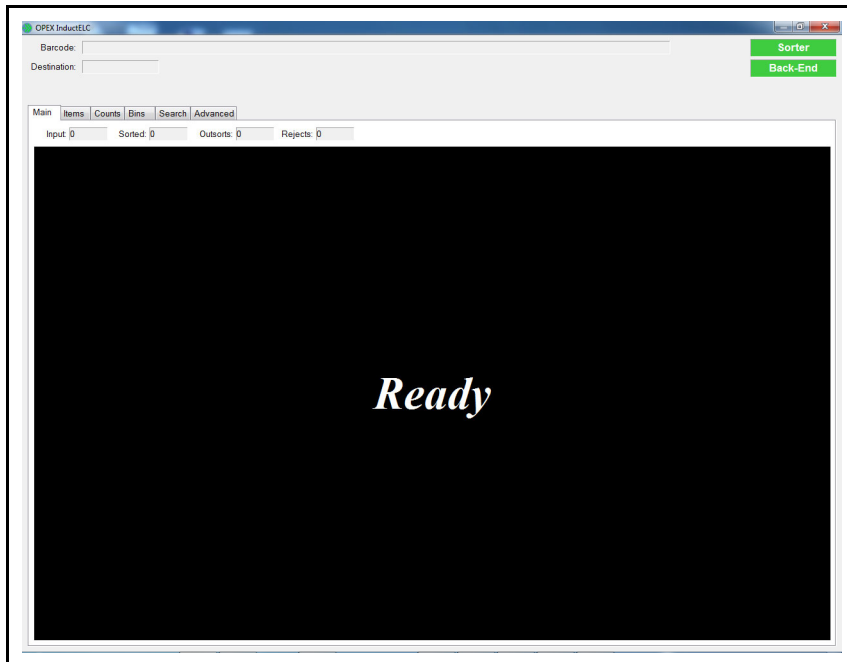 OPEX InductELC
Barcode:
Sorter
Destination:
Back-End
Main Items Counts Bins Search Advanced
Input: 0 Sorted: 0 Outsorts: 0 Rejects: 0
Ready